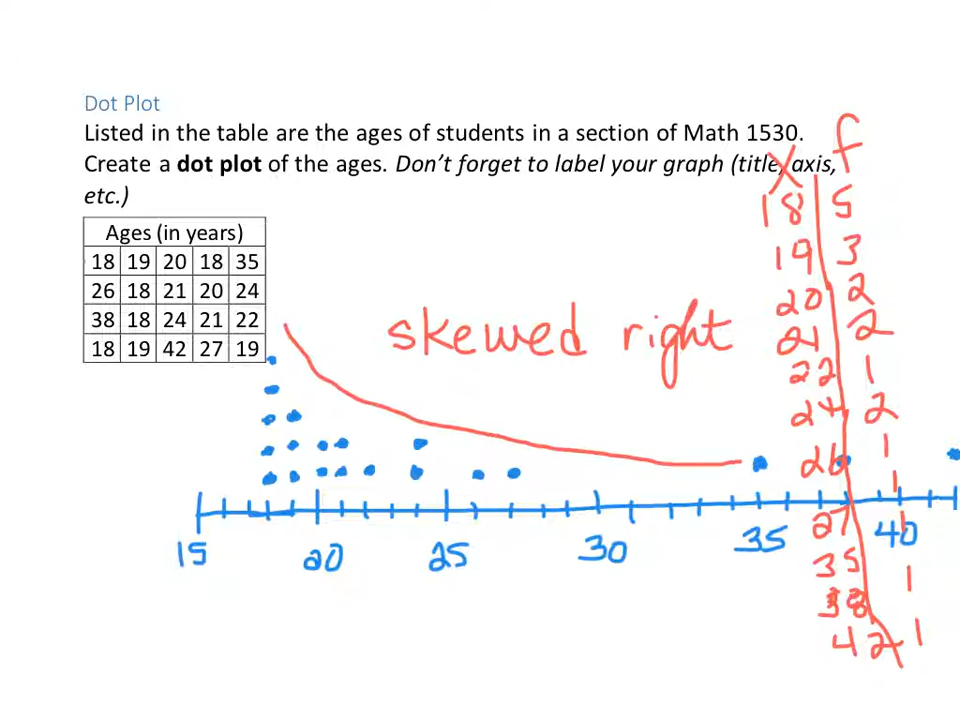 Dot Plot
Listed in the table are the ages of students in a section of Math 1530.
Create a dot plot of the ages. Don't forget to label your graph (title, axis,
etc.)
Ages (in years)
18 19 20 18 35
26 18 21 20 24
38 18 24 21 22
18 19 42 27 19
skewed right
X f
18 5
19 3
20 2
21 2
22 1
24 2
26 1
27 1
35 1
38 1
42 1
15 20 25 30 35 40